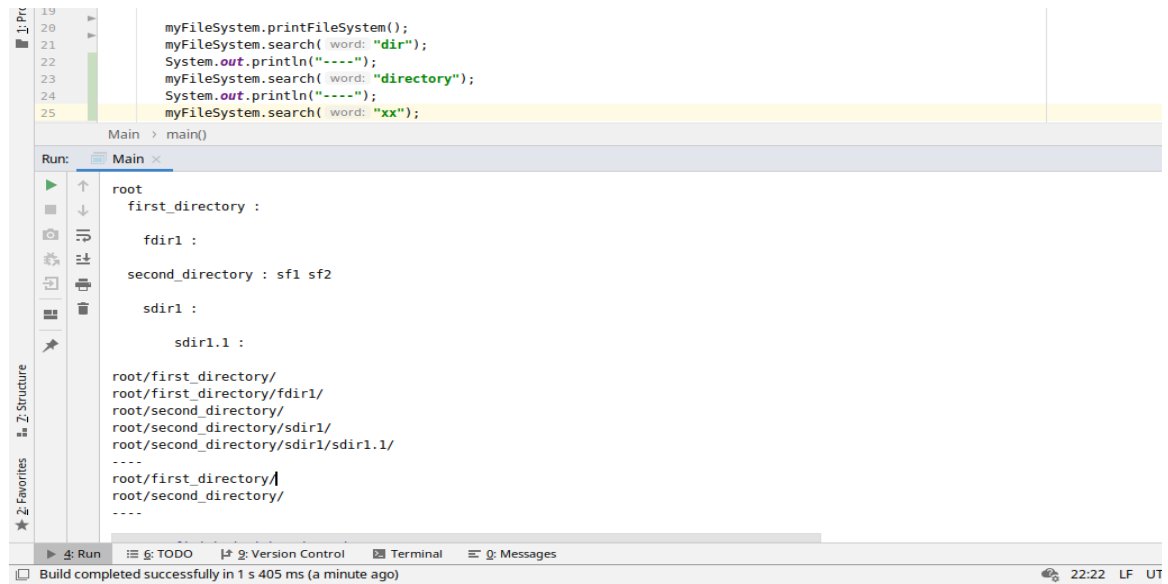 1: Pro
19
20 myFileSystem.printFileSystem();
21 myFileSystem.search( word: "dir");
22 System.out.println("----");
23 myFileSystem.search( word: "directory");
24 System.out.println("----");
25 myFileSystem.search( word: "xx");
Main > main()
Run: Main ×
root
first_directory :
fdir1 :
second_directory : sf1 sf2
sdir1 :
sdir1.1 :
root/first_directory/
root/first_directory/fdir1/
root/second_directory/
root/second_directory/sdir1/
root/second_directory/sdir1/sdir1.1/
----
root/first_directory/
root/second_directory/
----
7: Structure
2: Favorites
4: Run 6: TODO 9: Version Control Terminal 0: Messages
Build completed successfully in 1 s 405 ms (a minute ago) 22:22 LF UT